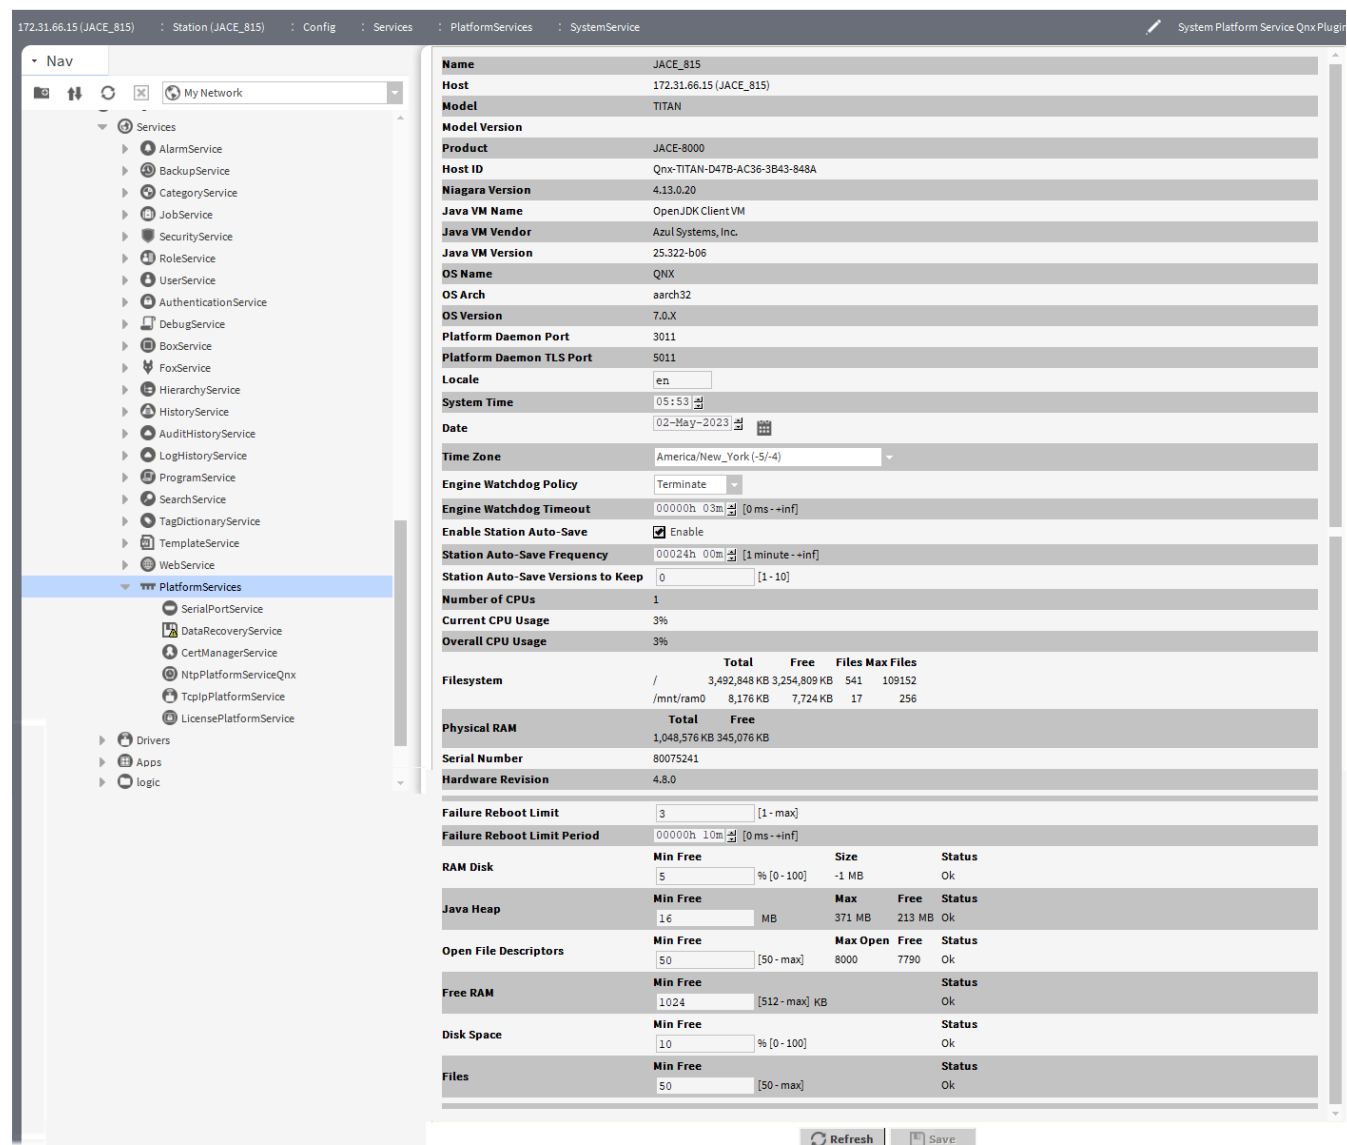 172.31.66.15 (JACE_815) : Station (JACE_815) : Config : Services : PlatformServices : SystemService System Platform Service Qnx Plugin
Nav
My Network
Services
AlarmService
BackupService
CategoryService
JobService
SecurityService
RoleService
UserService
AuthenticationService
DebugService
BoxService
FoxService
HierarchyService
HistoryService
AuditHistoryService
LogHistoryService
ProgramService
SearchService
TagDictionaryService
TemplateService
WebService
PlatformServices
SerialPortService
DataRecoveryService
CertManagerService
NtpPlatformServiceQnx
TcpIpPlatformService
LicensePlatformService
Drivers
Apps
logic
Name JACE_815
Host 172.31.66.15 (JACE_815)
Model TITAN
Model Version
Product JACE-8000
Host ID Qnx-TITAN-D47B-AC36-3B43-848A
Niagara Version 4.13.0.20
Java VM Name OpenJDK Client VM
Java VM Vendor Azul Systems, Inc.
Java VM Version 25.322-b06
OS Name QNX
OS Arch aarch32
OS Version 7.0.X
Platform Daemon Port 3011
Platform Daemon TLS Port 5011
Locale en
System Time 05:53
Date 02-May-2023
Time Zone America/New_York (-5/-4)
Engine Watchdog Policy Terminate
Engine Watchdog Timeout 00000h 03m [0 ms - +inf]
Enable Station Auto-Save Enable
Station Auto-Save Frequency 00024h 00m [1 minute - +inf]
Station Auto-Save Versions to Keep 0 [1 - 10]
Number of CPUs 1
Current CPU Usage 3%
Overall CPU Usage 3%
Total Free Files Max Files
Filesystem / 3,492,848 KB 3,254,809 KB 541 109152
/mnt/ram0 8,176 KB 7,724 KB 17 256
Physical RAM Total Free
1,048,576 KB 345,076 KB
Serial Number 80075241
Hardware Revision 4.8.0
Failure Reboot Limit 3 [1 - max]
Failure Reboot Limit Period 00000h 10m [0 ms - +inf]
RAM Disk Min Free Size Status
5 % [0 - 100] -1 MB Ok
Java Heap Min Free Max Free Status
16 MB 371 MB 213 MB Ok
Open File Descriptors Min Free Max Open Free Status
50 [50 - max] 8000 7790 Ok
Free RAM Min Free Status
1024 [512 - max] KB Ok
Disk Space Min Free Status
10 % [0 - 100] Ok
Files Min Free Status
50 [50 - max] Ok
Refresh Save